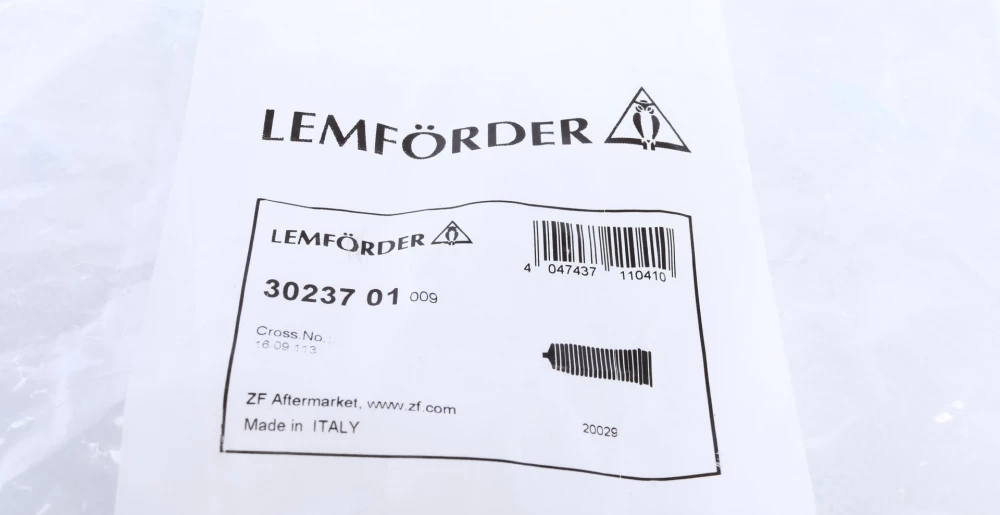 LEMFÖRDER
LEMFÖRDER
4 047437 110410
30237 01 009
Cross.No.:
16 09 113
ZF Aftermarket, www.zf.com
Made in ITALY
20029